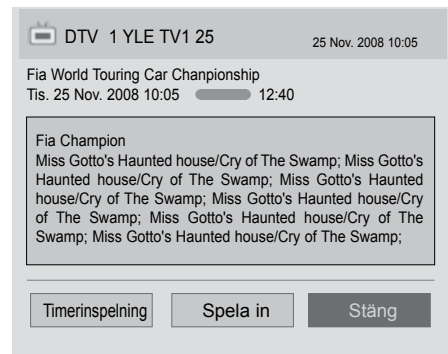 DTV 1 YLE TV1 25 25 Nov. 2008 10:05
Fia World Touring Car Chanpionship
Tis. 25 Nov. 2008 10:05 12:40
Fia Champion
Miss Gotto's Haunted house/Cry of The Swamp; Miss Gotto's
Haunted house/Cry of The Swamp; Miss Gotto's Haunted
house/Cry of The Swamp; Miss Gotto's Haunted house/Cry
of The Swamp; Miss Gotto's Haunted house/Cry of The
Swamp; Miss Gotto's Haunted house/Cry of The Swamp;
Timerinspelning Spela in Stäng